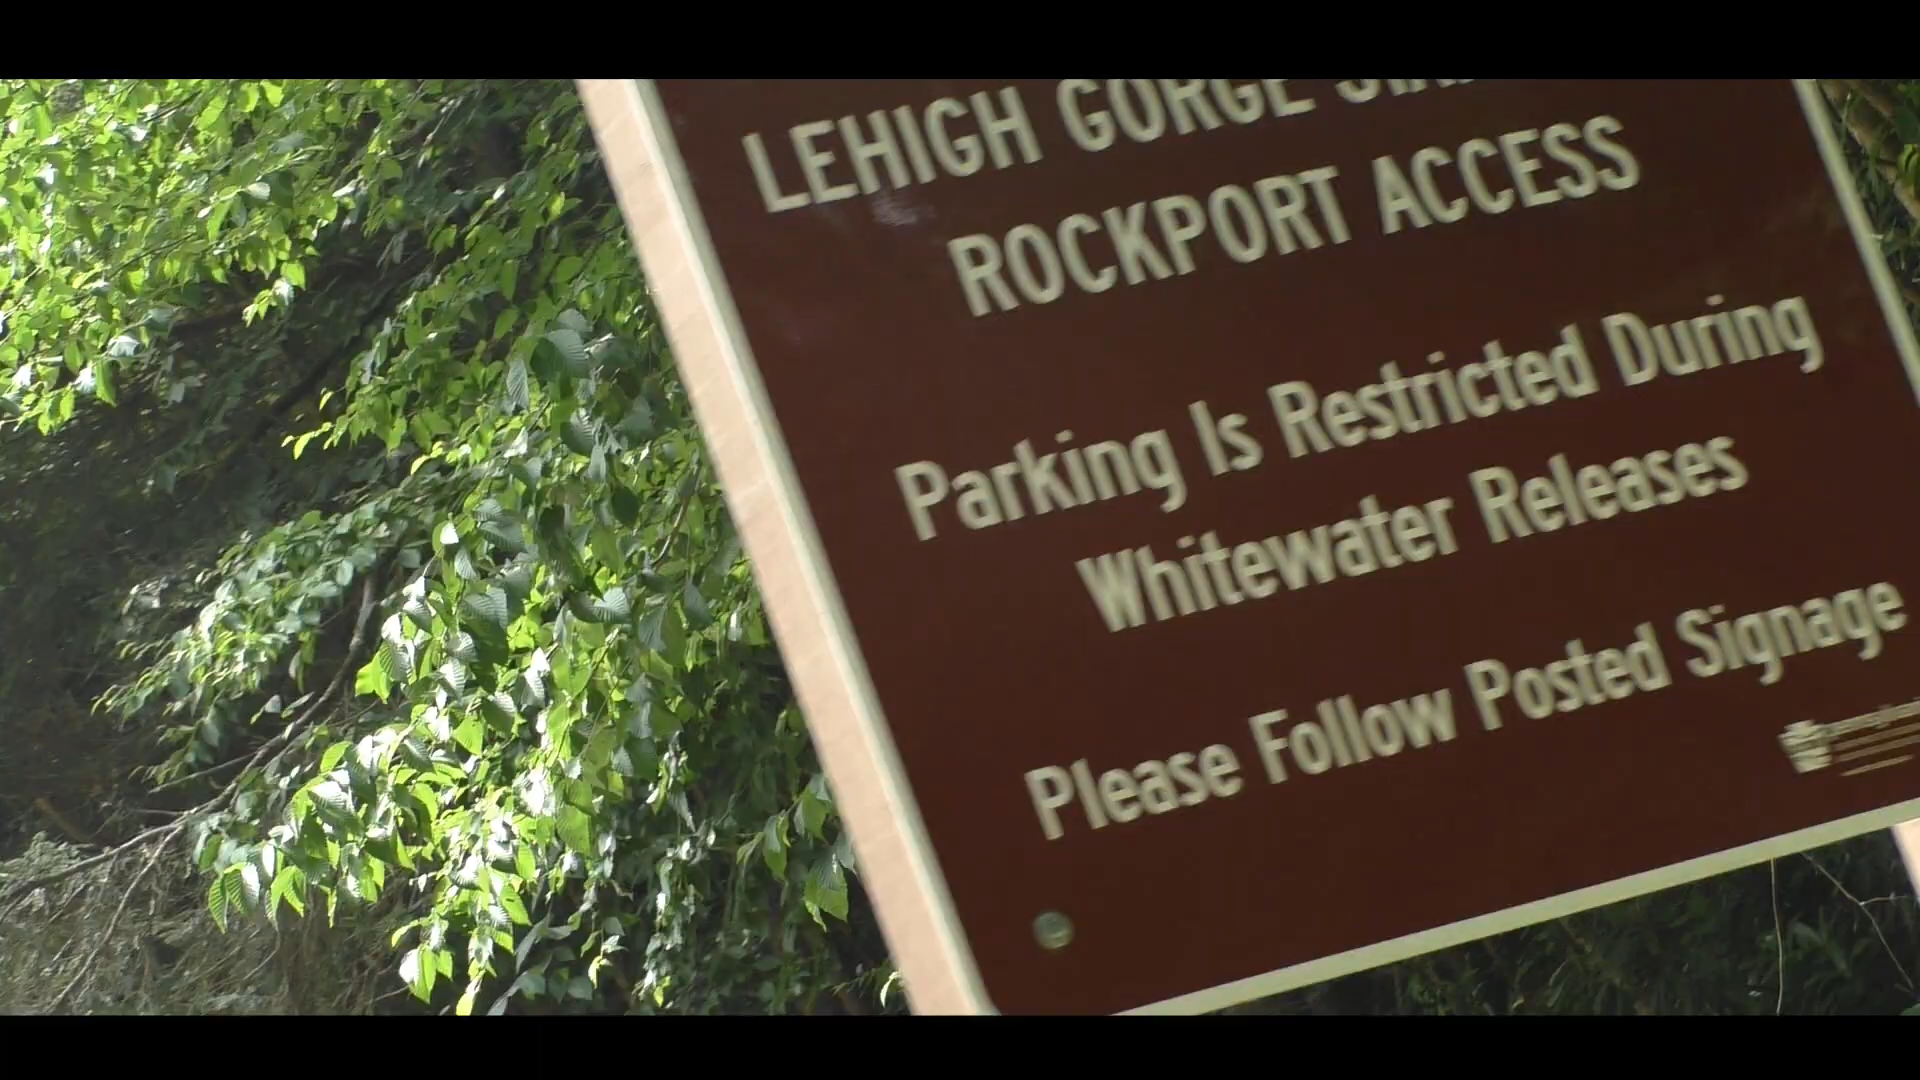 LEHIGH GORGE
ROCKPORT ACCESS
Parking Is Restricted During
Whitewater Releases
Please Follow Posted Signage